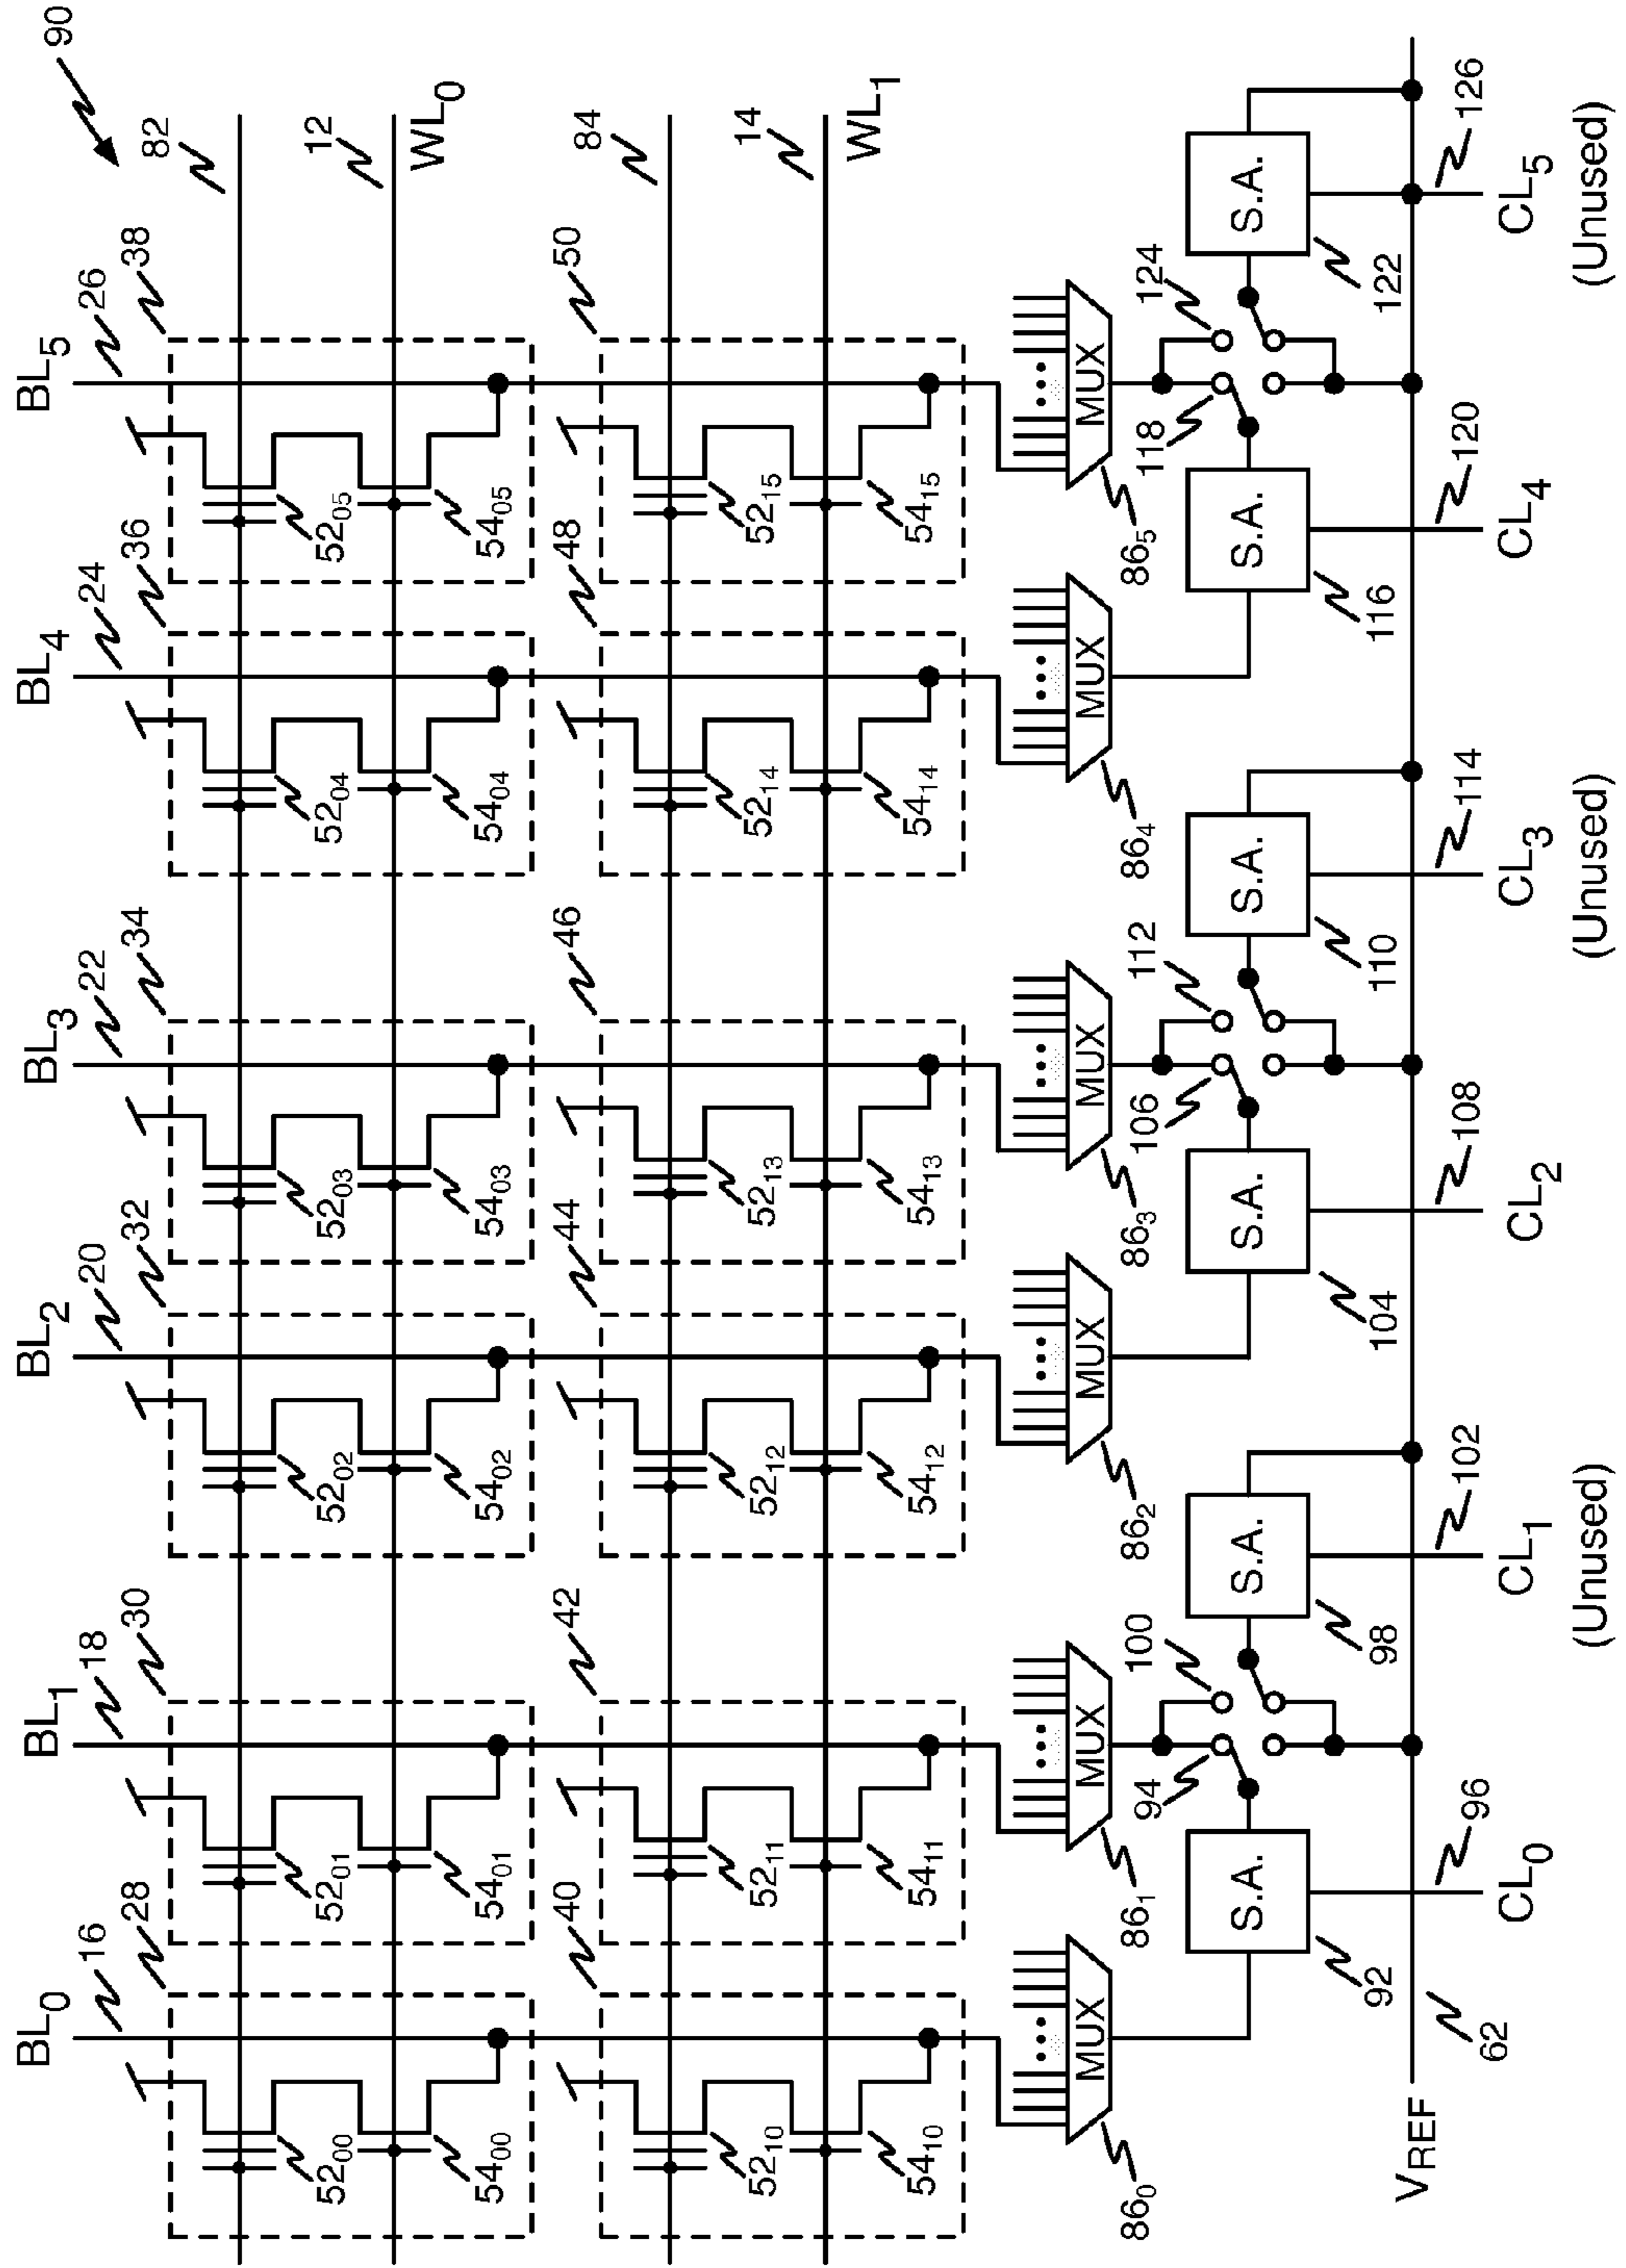 90
BL0 16 28 BL1 18 30 BL2 20 32 BL3 22 34 BL4 24 36 BL5 26 38
82
12
WL0
5200 5201 5202 5203 5204 5205
5400 5401 5402 5403 5404 5405
40 42 44 46 48 50
84
14
WL1
5210 5211 5212 5213 5214 5215
5410 5411 5412 5413 5414 5415
MUX MUX MUX MUX MUX MUX
860 861 862 863 864 865
94 100 106 112 118 124
S.A. S.A. S.A. S.A. S.A. S.A.
92 98 104 110 116 122
VREF
62
96 102 108 114 120 126
CL0 CL1 CL2 CL3 CL4 CL5
(Unused) (Unused) (Unused)